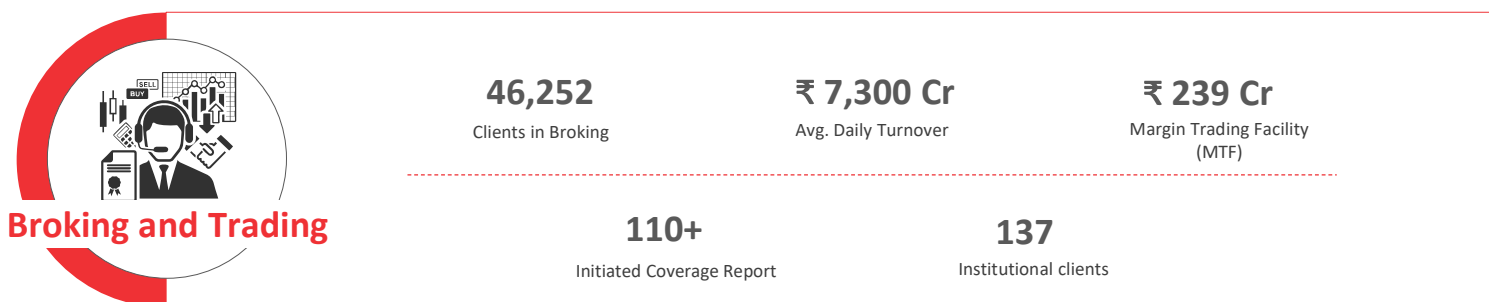 SELL
BUY
Broking and Trading
46,252
Clients in Broking
₹ 7,300 Cr
Avg. Daily Turnover
₹ 239 Cr
Margin Trading Facility
(MTF)
110+
Initiated Coverage Report
137
Institutional clients